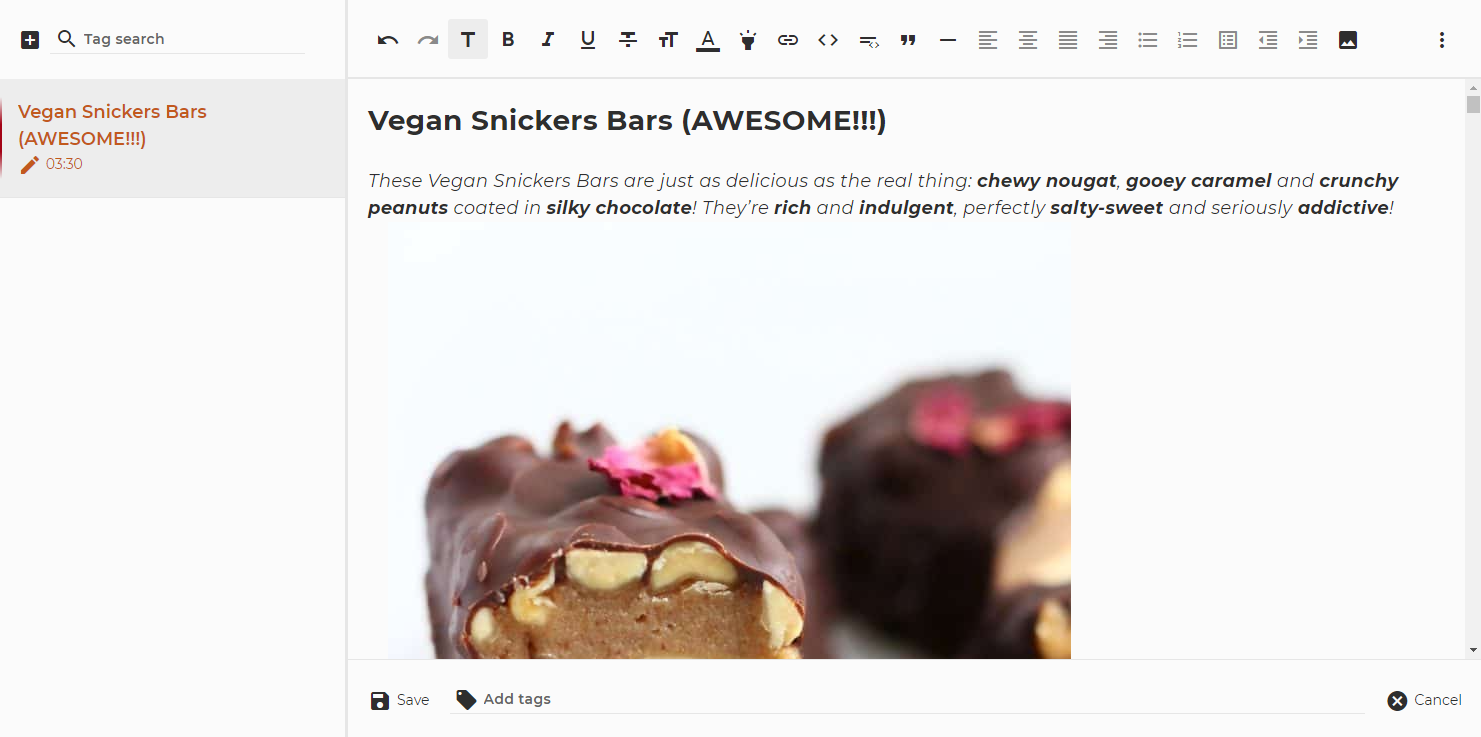 Tag search
Vegan Snickers Bars
(AWESOME!!!)
03:30
Vegan Snickers Bars (AWESOME!!!)
These Vegan Snickers Bars are just as delicious as the real thing: chewy nougat, gooey caramel and crunchy
peanuts coated in silky chocolate! They’re rich and indulgent, perfectly salty-sweet and seriously addictive!
Save
Add tags
Cancel